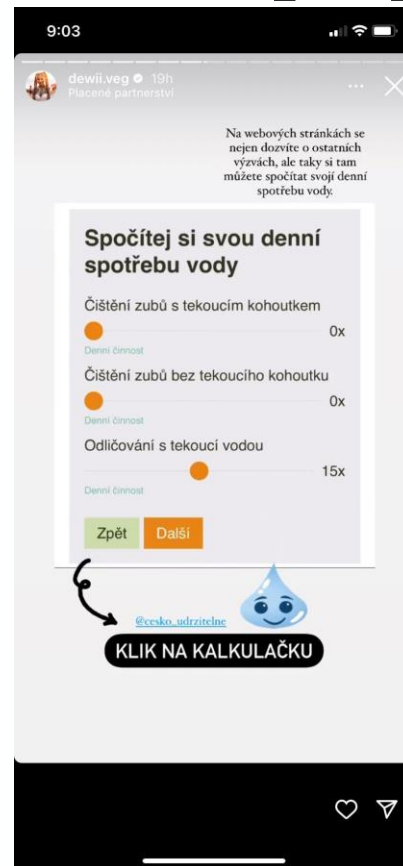 9:03
dewii.veg 19h
Placené partnerství
Na webových stránkách se
nejen dozvíte o ostatních
výzvách, ale taky si tam
můžete spočítat svojí denní
spotřebu vody.
Spočítej si svou denní
spotřebu vody
Čištění zubů s tekoucím kohoutkem
0x
Denní činnost
Čištění zubů bez tekoucího kohoutku
0x
Denní činnost
Odličování s tekoucí vodou
15x
Denní činnost
Zpět Další
@cesko_udrzitelne
KLIK NA KALKULAČKU